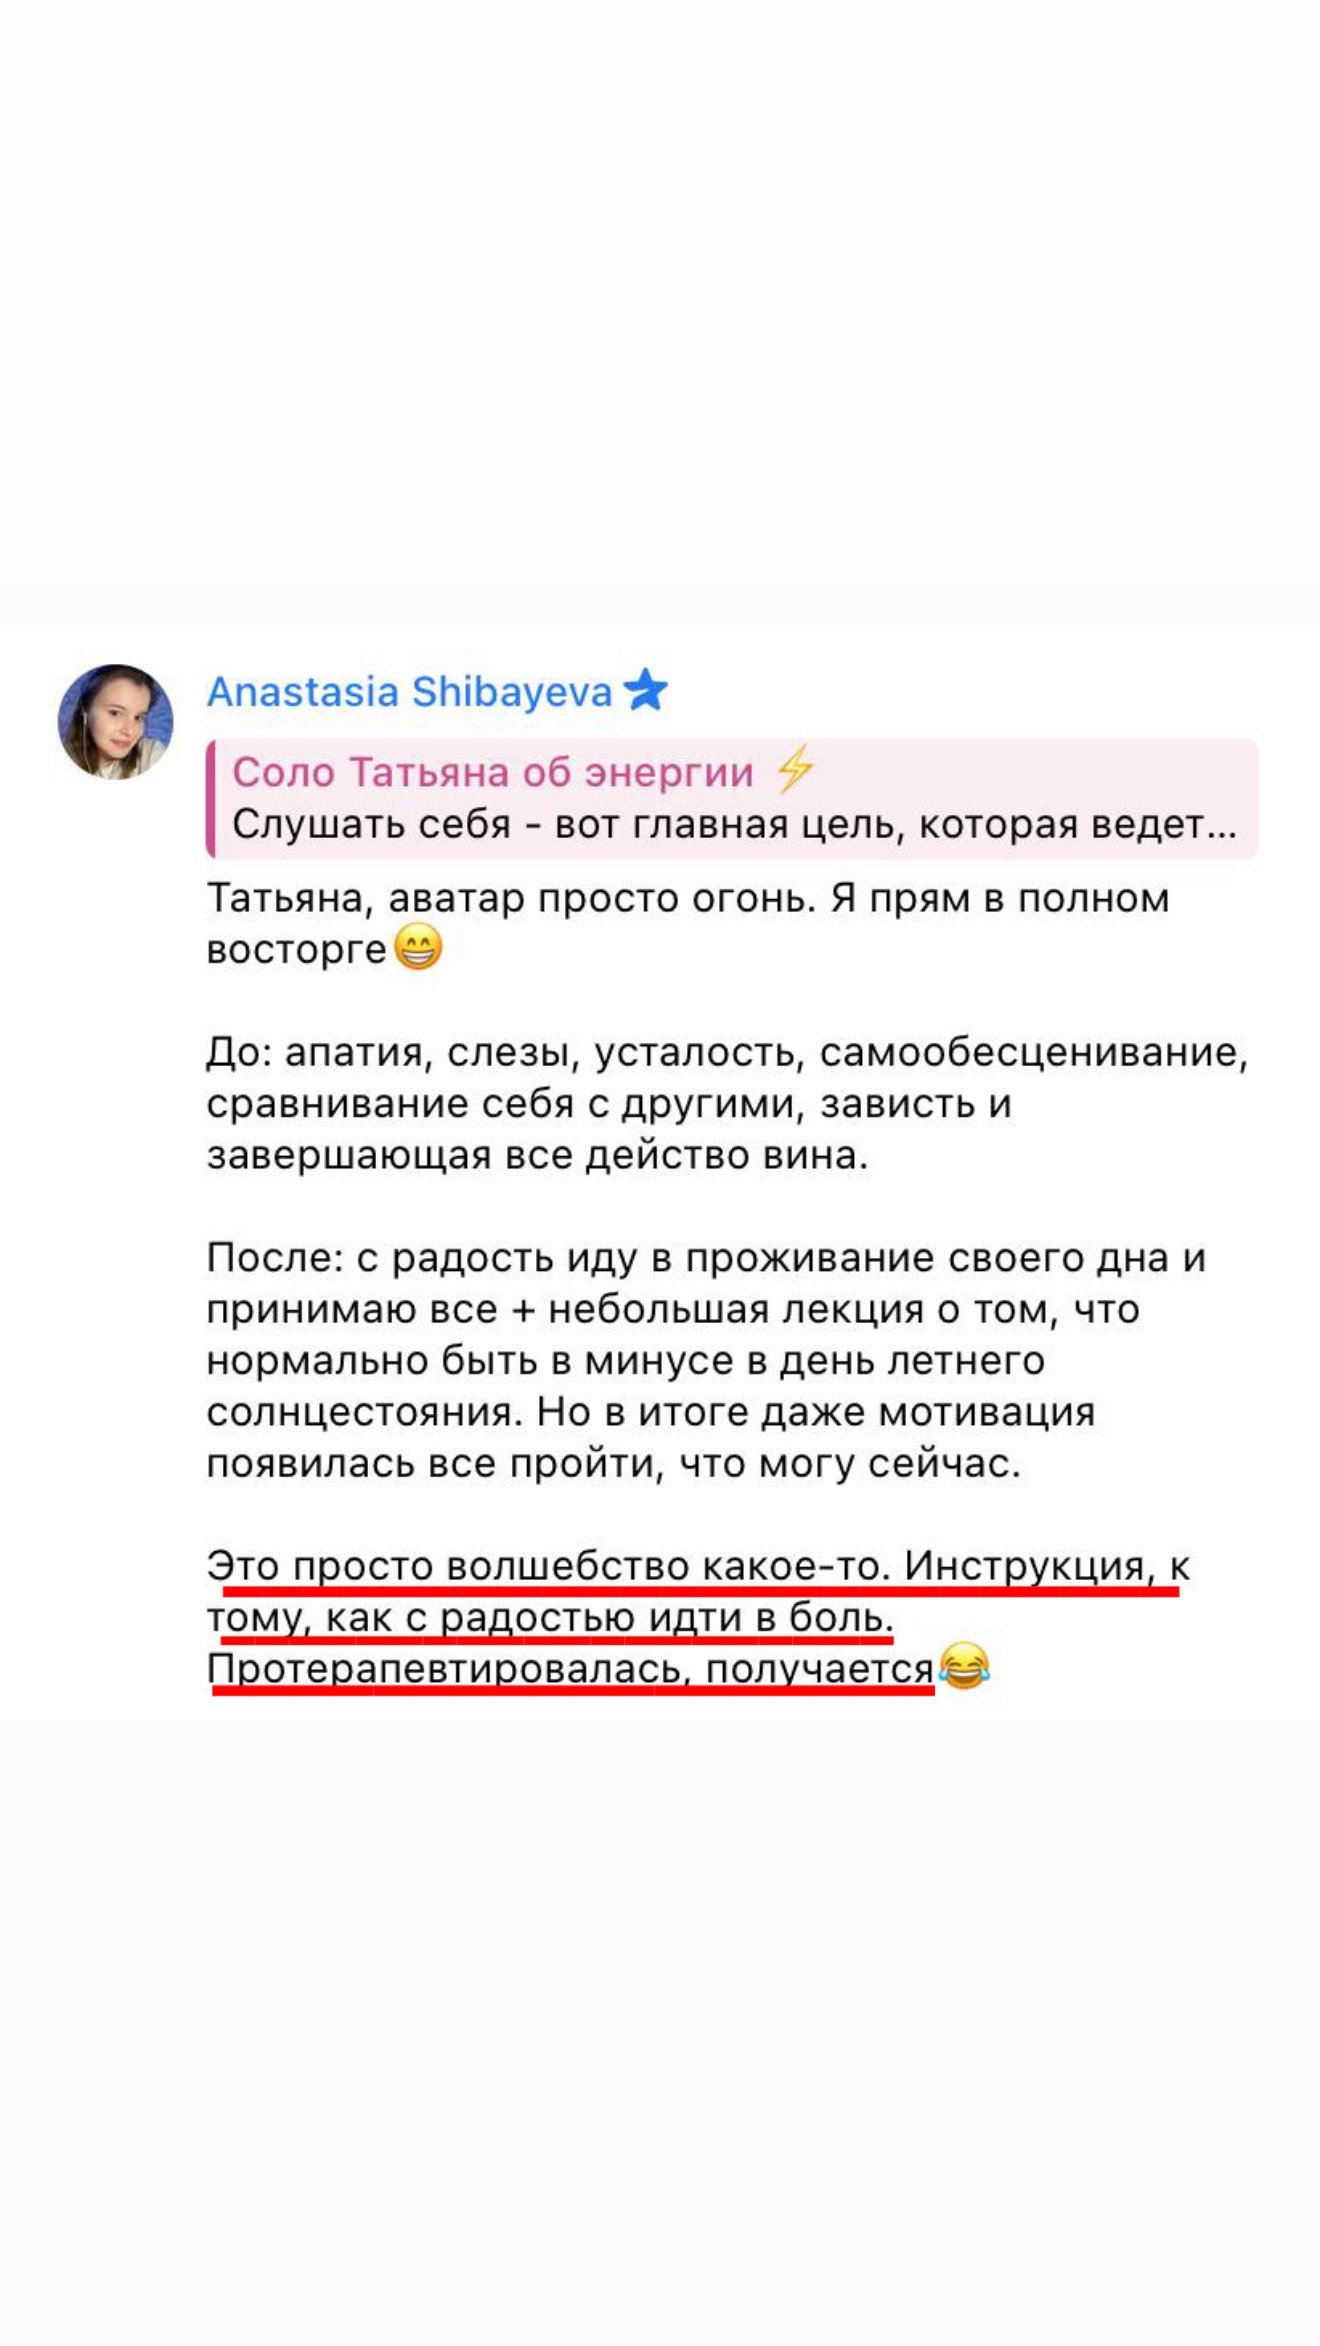 Anastasia Shibayeva
Соло Татьяна об энергии ⚡
Слушать себя - вот главная цель, которая ведет...
Татьяна, аватар просто огонь. Я прям в полном
восторге😁
До: апатия, слезы, усталость, самообесценивание,
сравнивание себя с другими, зависть и
завершающая все действо вина.
После: с радость иду в проживание своего дна и
принимаю все + небольшая лекция о том, что
нормально быть в минусе в день летнего
солнцестояния. Но в итоге даже мотивация
появилась все пройти, что могу сейчас.
Это просто волшебство какое-то. Инструкция, к
тому, как с радостью идти в боль.
Протерапевтировалась, получается😂